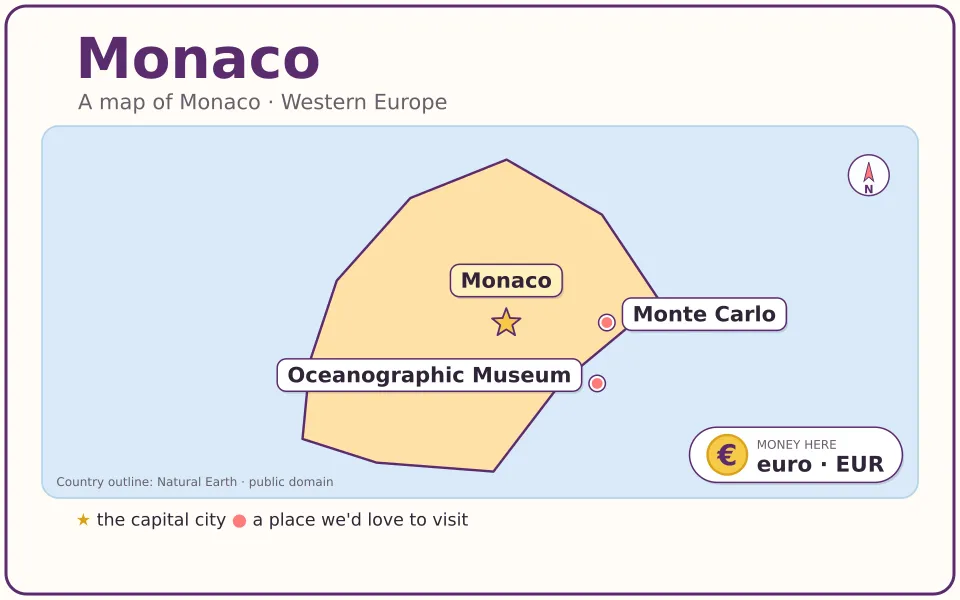 Monaco
A map of Monaco · Western Europe
N
Monaco
Monte Carlo
Oceanographic Museum
€
MONEY HERE
euro · EUR
Country outline: Natural Earth · public domain
★ the capital city ● a place we'd love to visit